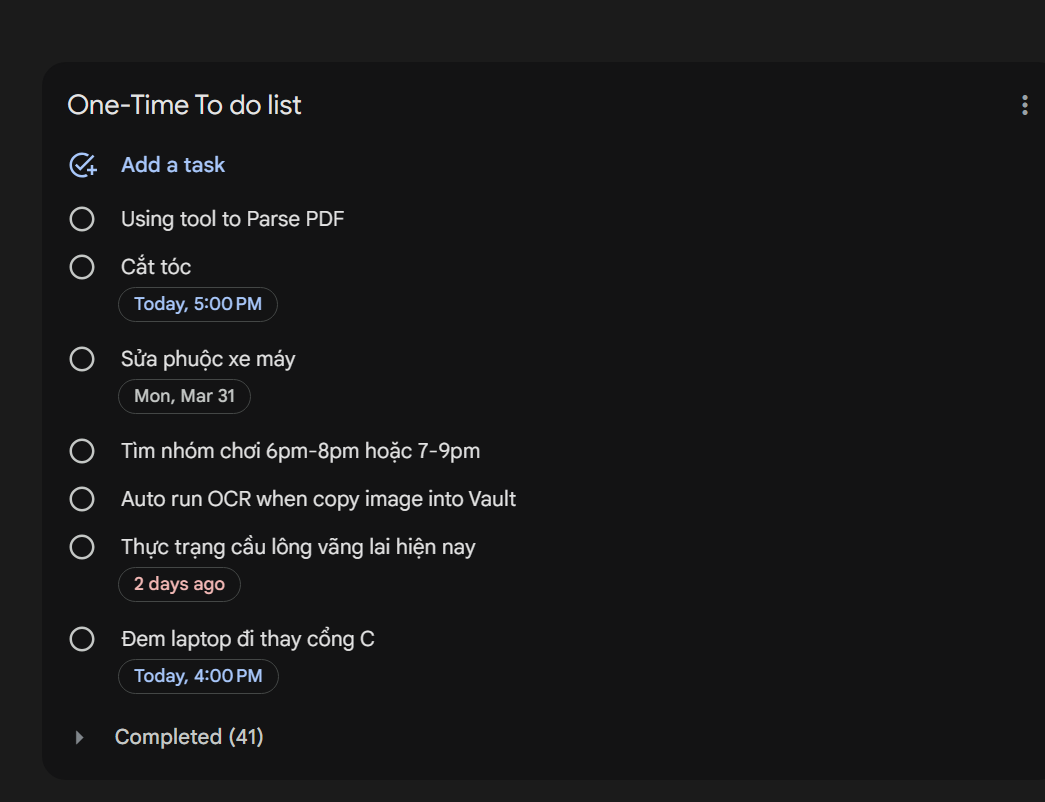 One-Time To do list
Add a task
Using tool to Parse PDF
Cắt tóc
Today, 5:00 PM
Sửa phuộc xe máy
Mon, Mar 31
Tìm nhóm chơi 6pm-8pm hoặc 7-9pm
Auto run OCR when copy image into Vault
Thực trạng cầu lông vãng lai hiện nay
2 days ago
Đem laptop đi thay cổng C
Today, 4:00 PM
Completed (41)